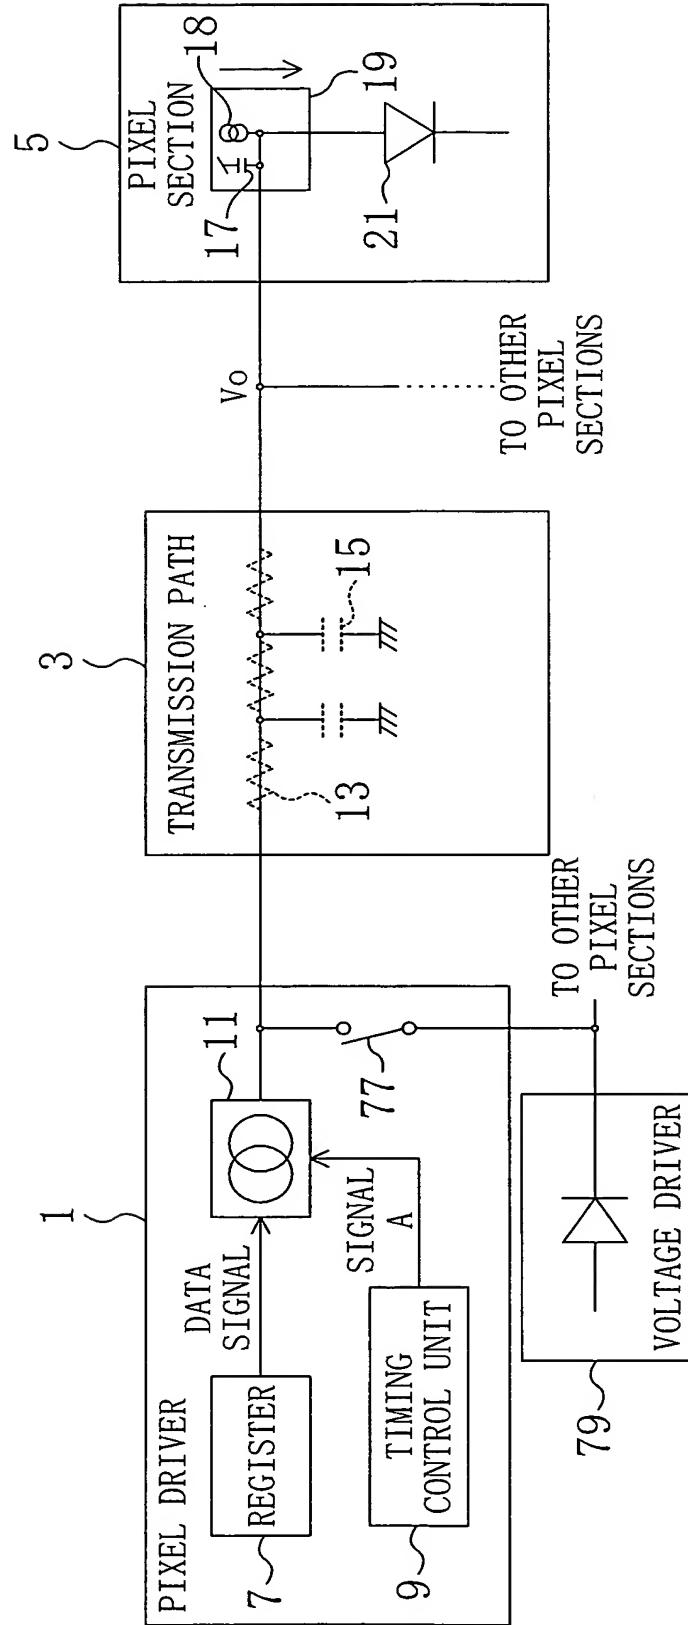 1
PIXEL DRIVER
REGISTER
7
DATA
SIGNAL
11
SIGNAL
A
TIMING
CONTROL UNIT
9
77
79
VOLTAGE DRIVER
TO OTHER
PIXEL
SECTIONS
3
TRANSMISSION PATH
13
15
Vo
TO OTHER
PIXEL
SECTIONS
5
PIXEL
SECTION
17
18
19
21